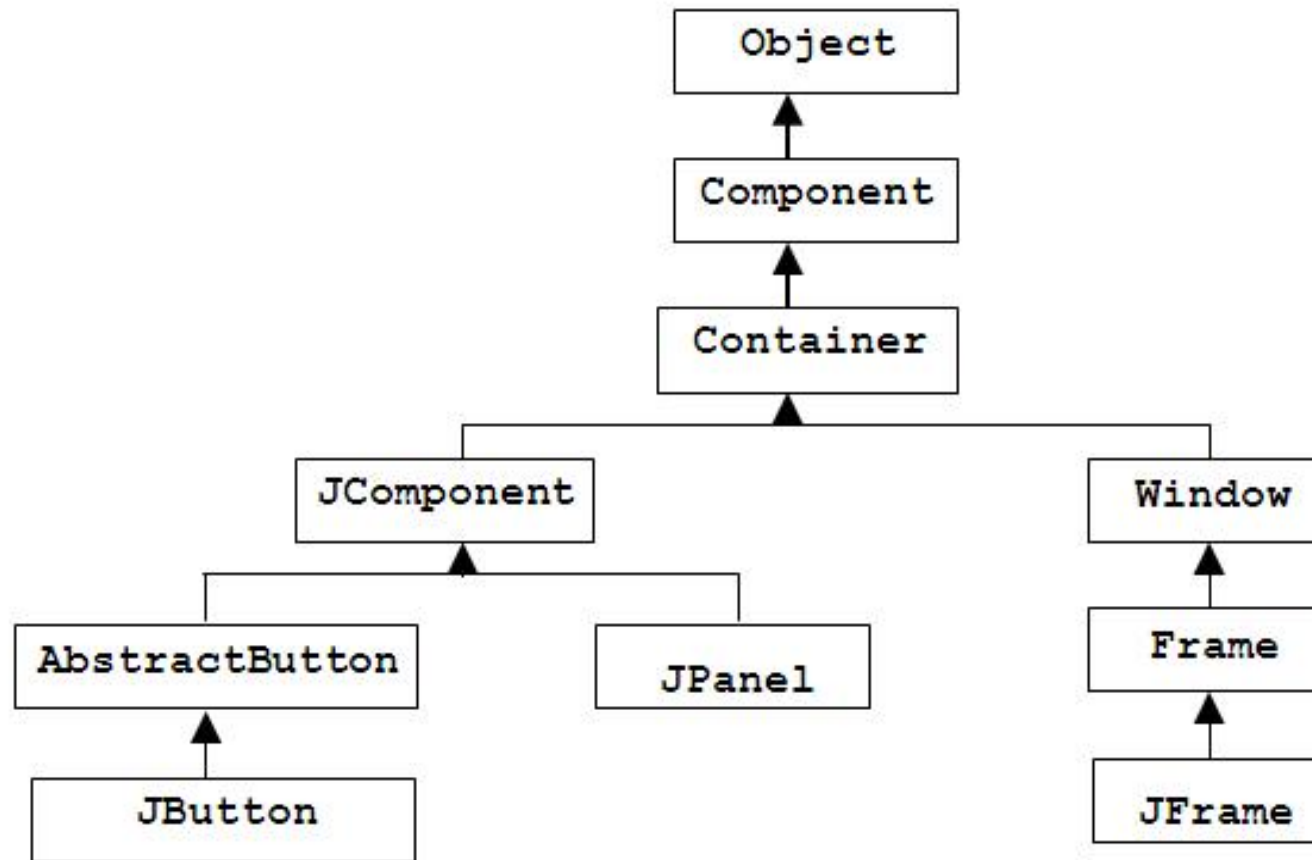 Object
Component
Container
JComponent
Window
AbstractButton
JPanel
Frame
JButton
JFrame